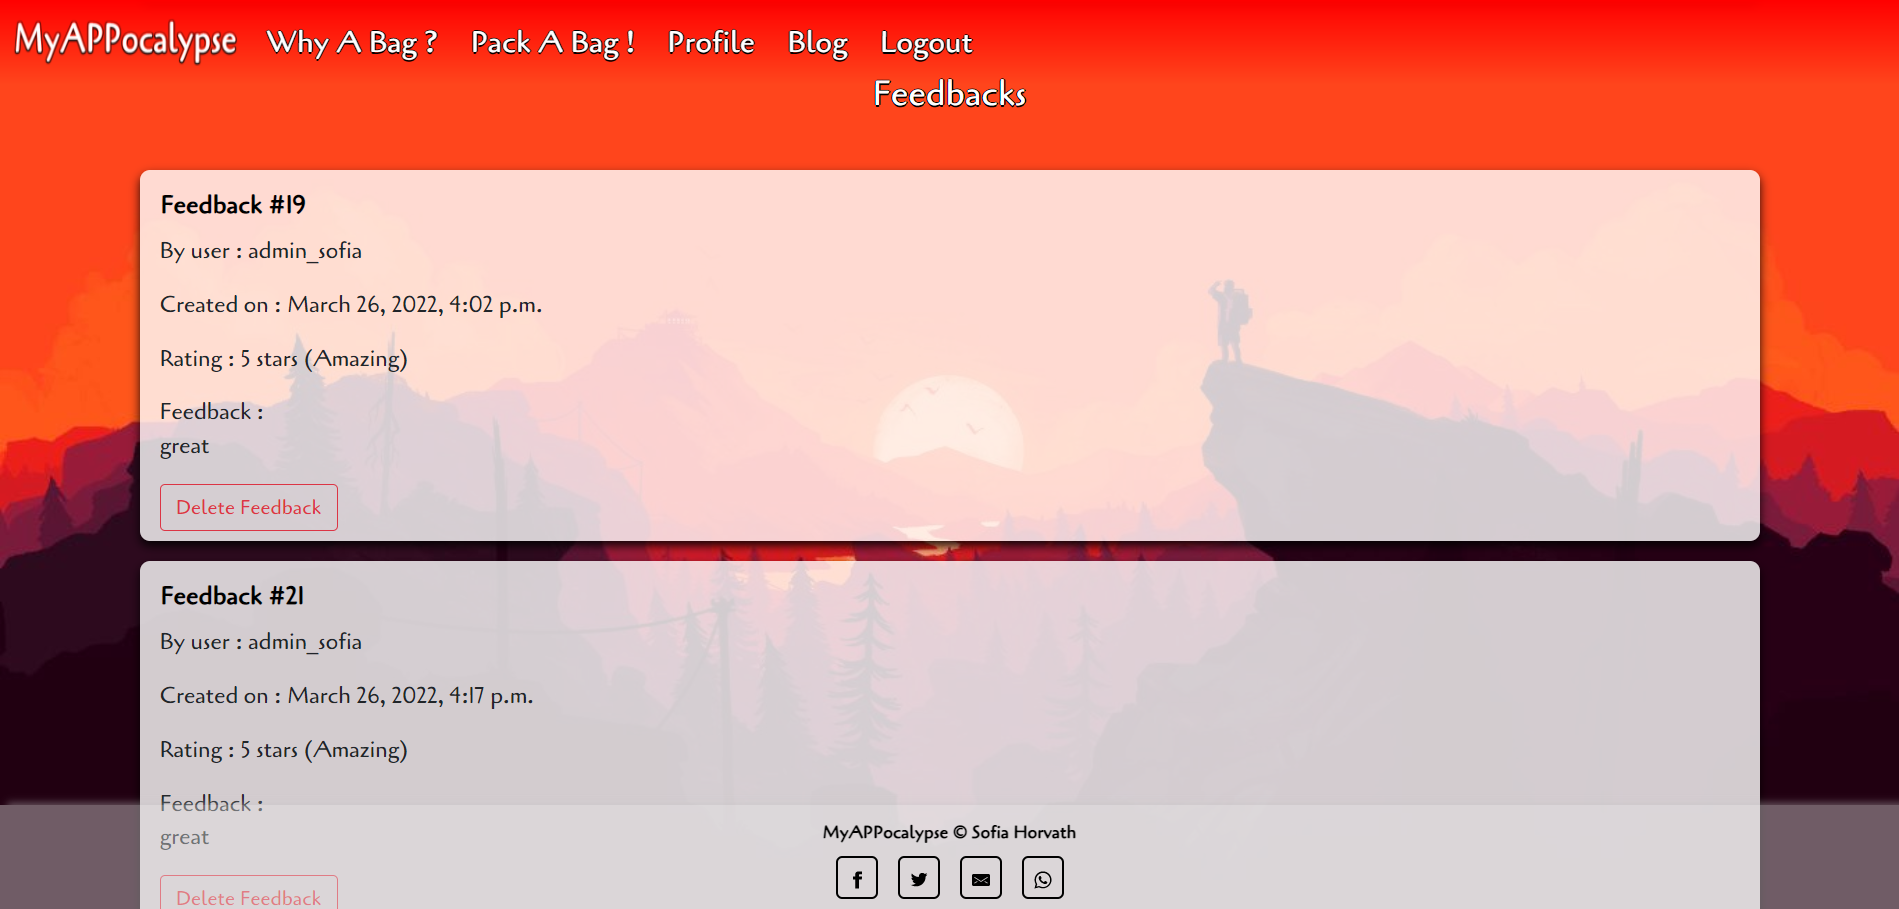 MyAPPocalypse Why A Bag ? Pack A Bag ! Profile Blog Logout
Feedbacks
Feedback #19
By user : admin_sofia
Created on : March 26, 2022, 4:02 p.m.
Rating : 5 stars (Amazing)
Feedback :
great
Delete Feedback
Feedback #21
By user : admin_sofia
Created on : March 26, 2022, 4:17 p.m.
Rating : 5 stars (Amazing)
Feedback :
great
Delete Feedback
MyAPPocalypse © Sofia Horvath